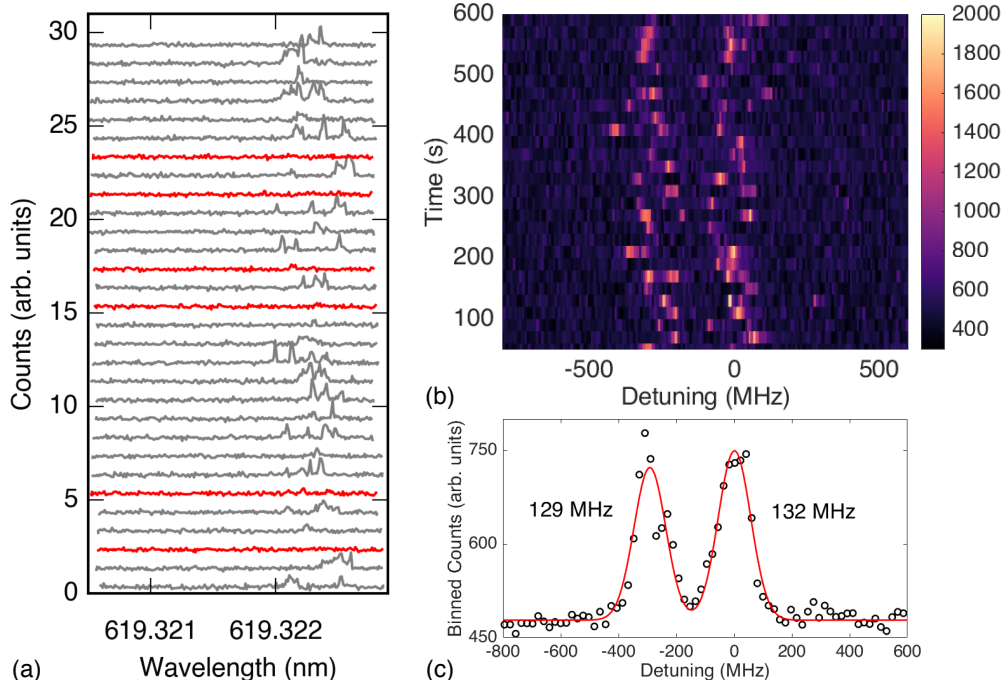 30
25
20
15
10
5
0
Counts (arb. units)
619.321 619.322
Wavelength (nm)
(a)
600
500
400
300
200
100
Time (s)
-500 0 500
Detuning (MHz)
(b)
2000
1800
1600
1400
1200
1000
800
600
400
750
600
450
Binned Counts (arb. units)
129 MHz
132 MHz
-800 -600 -400 -200 0 200 400 600
Detuning (MHz)
(c)